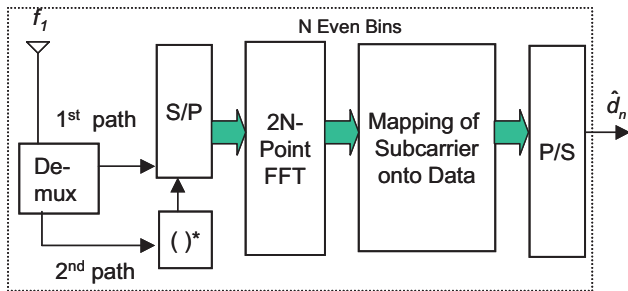 f₁
N Even Bins
1st path
S/P
2N-
Point
FFT
Mapping of
Subcarrier
onto Data
P/S
d̂ₙ
De-
mux
( )*
2nd path